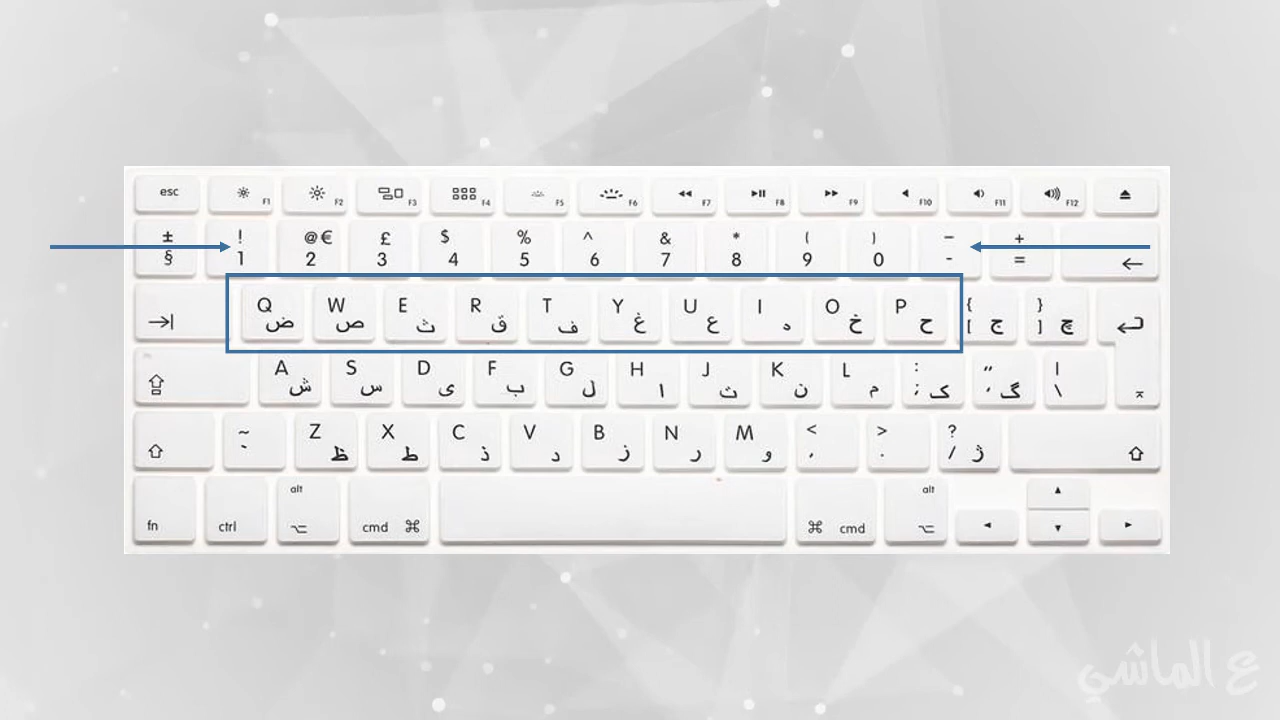 esc F1 F2 F3 F4 F5 F6 F7 F8 F9 F10 F11 F12
± ! @ € £ $ % ^ & * ( ) – +
§ 1 2 3 4 5 6 7 8 9 0 - =
Q W E R T Y U I O P { }
ض ص ث ق ف غ ع ه خ ح [ ج ] چ
A S D F G H J K L : " |
ش س ی ب ل ا ت ن م ; ک ' گ \
~ Z X C V B N M < > ?
` ظ ط ذ د ز ر و , . / ژ
alt alt
fn ctrl cmd ⌘ ⌘ cmd
ع الماشي